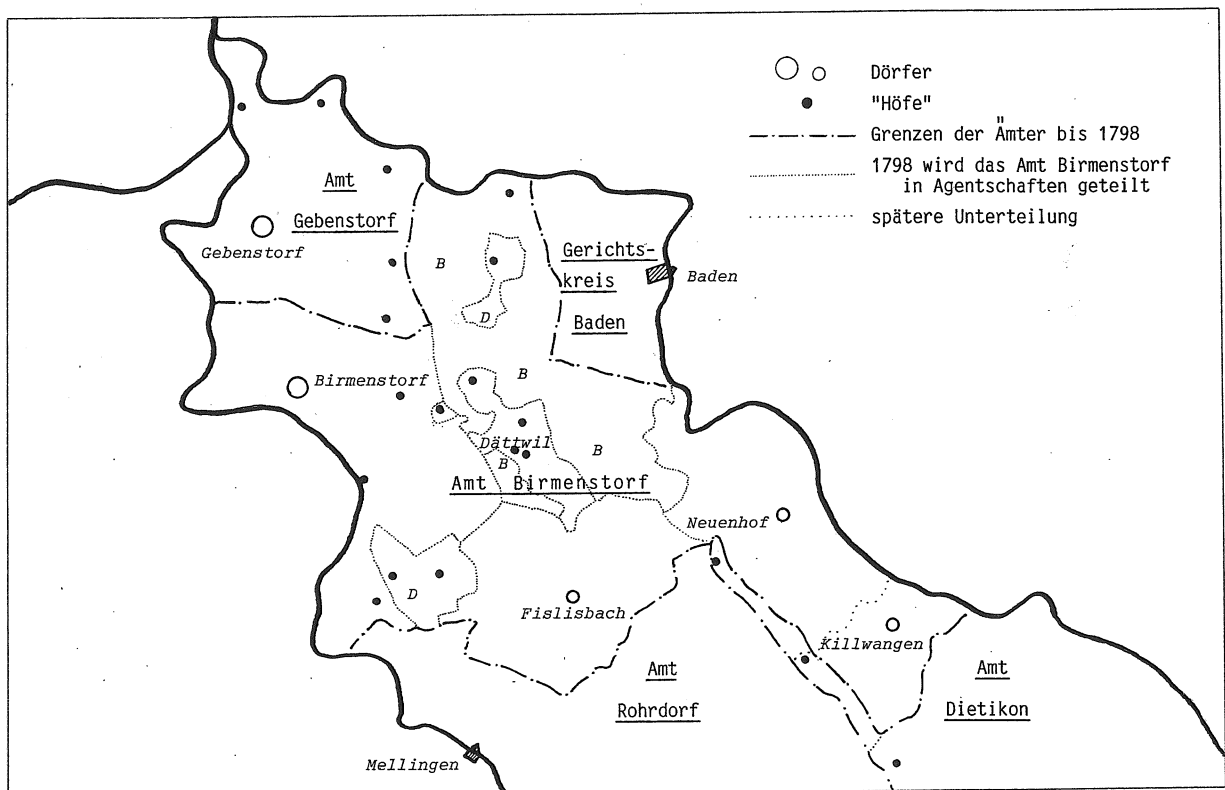 Dörfer
"Höfe"
Grenzen der Ämter bis 1798
1798 wird das Amt Birmenstorf
in Agentschaften geteilt
spätere Unterteilung
Amt
Gebenstorf
Gebenstorf
B
D
Gerichts-
kreis
Baden
Baden
Birmenstorf
B
Dättwil
B
B
Amt Birmenstorf
Neuenhof
D
Fislisbach
Killwangen
Amt
Rohrdorf
Amt
Dietikon
Mellingen